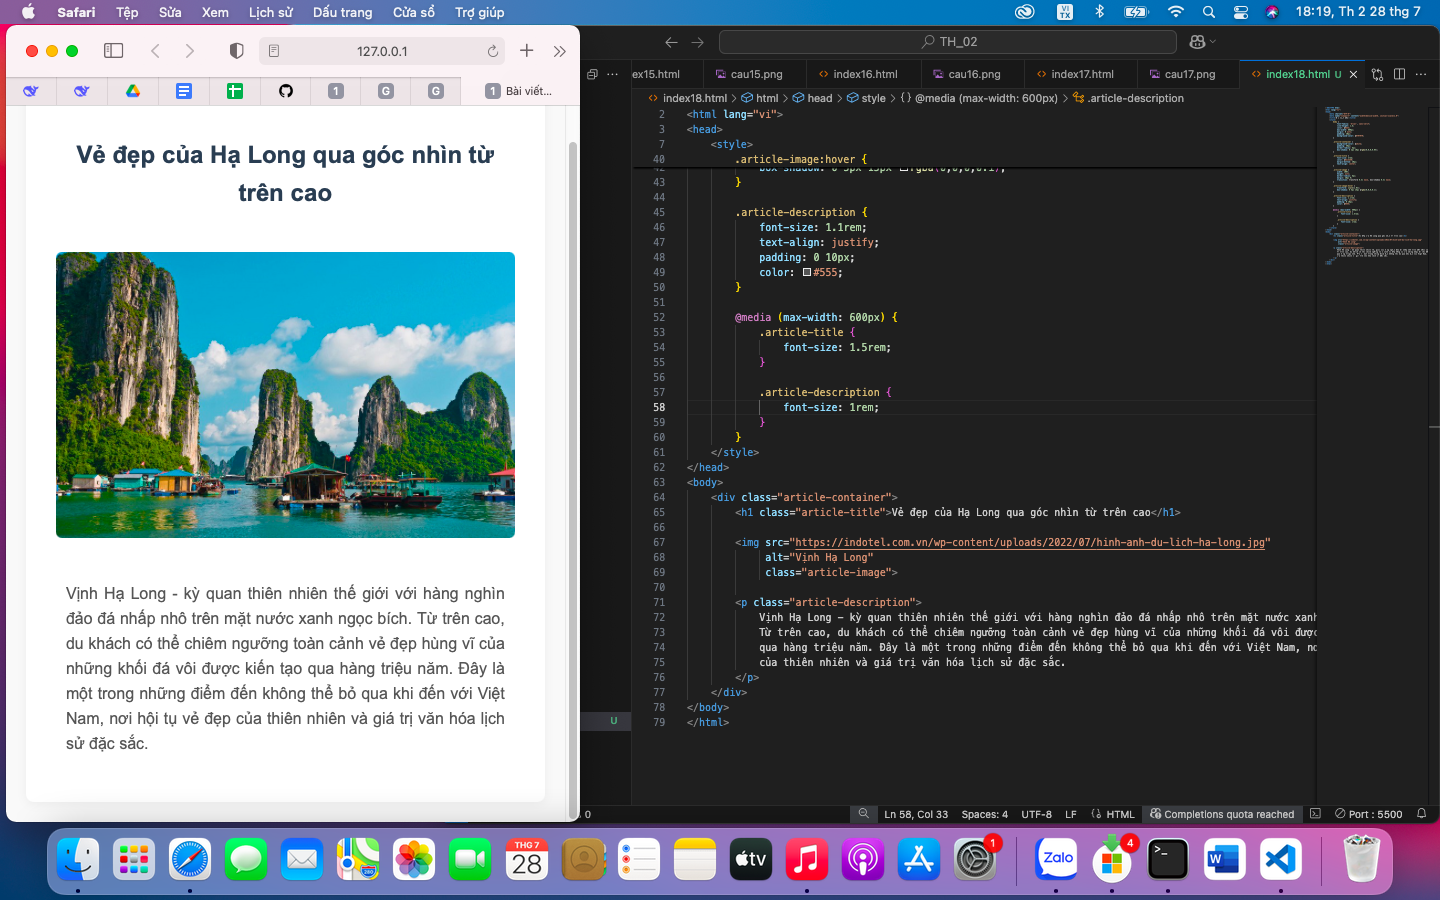 Safari Tệp Sửa Xem Lịch sử Dấu trang Cửa sổ Trợ giúp
VI TX
18:19, Th 2 28 thg 7
127.0.0.1
1 G G 1 Bài viết...
Vẻ đẹp của Hạ Long qua góc nhìn từ
trên cao
Vịnh Hạ Long - kỳ quan thiên nhiên thế giới với hàng nghìn
đảo đá nhấp nhô trên mặt nước xanh ngọc bích. Từ trên cao,
du khách có thể chiêm ngưỡng toàn cảnh vẻ đẹp hùng vĩ của
những khối đá vôi được kiến tạo qua hàng triệu năm. Đây là
một trong những điểm đến không thể bỏ qua khi đến với Việt
Nam, nơi hội tụ vẻ đẹp của thiên nhiên và giá trị văn hóa lịch
sử đặc sắc.
TH_02
ex15.html cau15.png index16.html cau16.png index17.html cau17.png index18.html U
index18.html > html > head > style > {} @media (max-width: 600px) > .article-description
2 <html lang="vi">
3 <head>
7 <style>
40 .article-image:hover {
43 }
44
45 .article-description {
46 font-size: 1.1rem;
47 text-align: justify;
48 padding: 0 10px;
49 color: #555;
50 }
51
52 @media (max-width: 600px) {
53 .article-title {
54 font-size: 1.5rem;
55 }
56
57 .article-description {
58 font-size: 1rem;
59 }
60 }
61 </style>
62 </head>
63 <body>
64 <div class="article-container">
65 <h1 class="article-title">Vẻ đẹp của Hạ Long qua góc nhìn từ trên cao</h1>
66
67 <img src="https://indotel.com.vn/wp-content/uploads/2022/07/hinh-anh-du-lich-ha-long.jpg"
68 alt="Vịnh Hạ Long"
69 class="article-image">
70
71 <p class="article-description">
72 Vịnh Hạ Long - kỳ quan thiên nhiên thế giới với hàng nghìn đảo đá nhấp nhô trên mặt nước xanh
73 Từ trên cao, du khách có thể chiêm ngưỡng toàn cảnh vẻ đẹp hùng vĩ của những khối đá vôi được
74 qua hàng triệu năm. Đây là một trong những điểm đến không thể bỏ qua khi đến với Việt Nam, nơ
75 của thiên nhiên và giá trị văn hóa lịch sử đặc sắc.
76 </p>
77 </div>
78 </body>
79 </html>
U
0 Ln 58, Col 33 Spaces: 4 UTF-8 LF {} HTML Completions quota reached Port : 5500
THG 7
28
280
tv
1
Zalo
4
>_
W